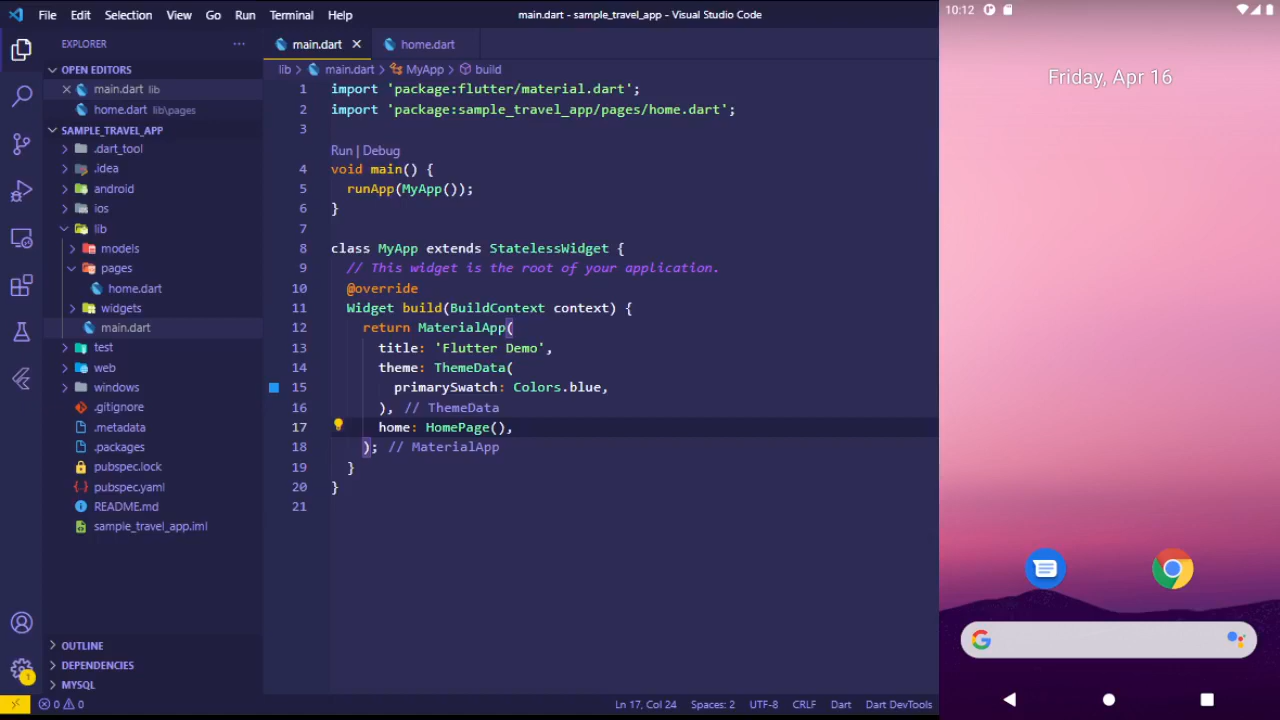 File Edit Selection View Go Run Terminal Help
main.dart - sample_travel_app - Visual Studio Code
EXPLORER
OPEN EDITORS
main.dart lib
home.dart lib\pages
SAMPLE_TRAVEL_APP
.dart_tool
.idea
android
ios
lib
models
pages
home.dart
widgets
main.dart
test
web
windows
.gitignore
.metadata
.packages
pubspec.lock
pubspec.yaml
README.md
sample_travel_app.iml
OUTLINE
DEPENDENCIES
MYSQL
1
main.dart home.dart
lib main.dart MyApp build
1 import 'package:flutter/material.dart';
2 import 'package:sample_travel_app/pages/home.dart';
3
Run | Debug
4 void main() {
5 runApp(MyApp());
6 }
7
8 class MyApp extends StatelessWidget {
9 // This widget is the root of your application.
10 @override
11 Widget build(BuildContext context) {
12 return MaterialApp(
13 title: 'Flutter Demo',
14 theme: ThemeData(
15 primarySwatch: Colors.blue,
16 ), // ThemeData
17 home: HomePage(),
18 ); // MaterialApp
19 }
20 }
21
0 0 Ln 17, Col 24 Spaces: 2 UTF-8 CRLF Dart Dart DevTools
10:12
Friday, Apr 16